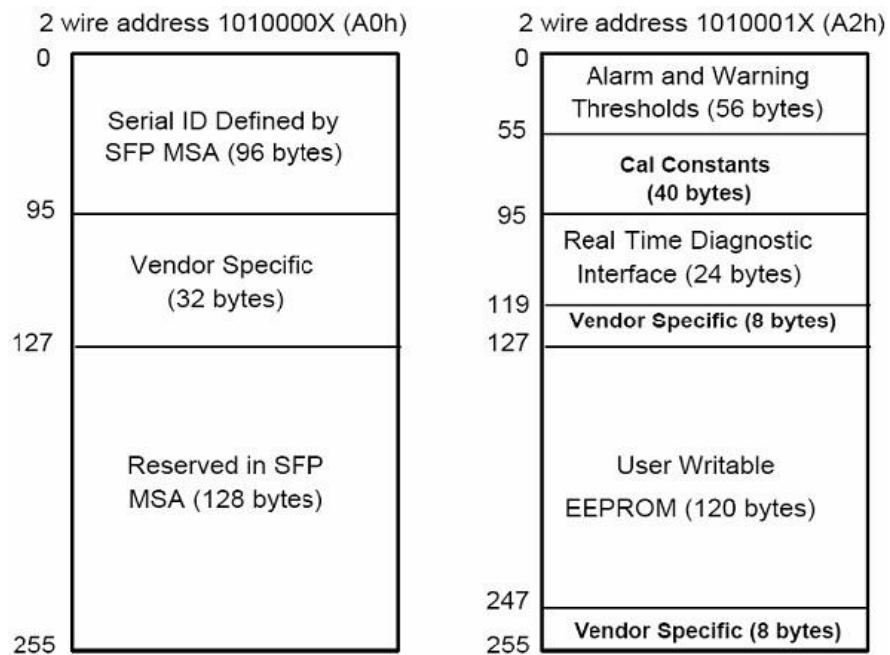 2 wire address 1010000X (A0h)
0
Serial ID Defined by
SFP MSA (96 bytes)
95
Vendor Specific
(32 bytes)
127
Reserved in SFP
MSA (128 bytes)
255
2 wire address 1010001X (A2h)
0
Alarm and Warning
Thresholds (56 bytes)
55
Cal Constants
(40 bytes)
95
Real Time Diagnostic
Interface (24 bytes)
119
Vendor Specific (8 bytes)
127
User Writable
EEPROM (120 bytes)
247
Vendor Specific (8 bytes)
255